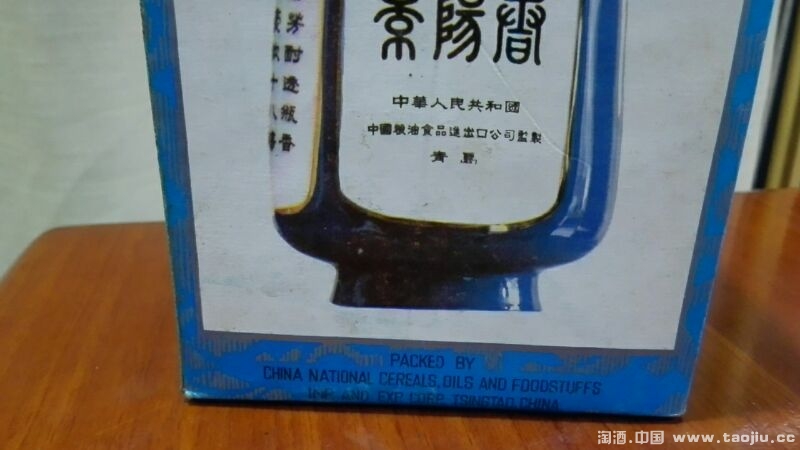 景陽春
中華人民共和國
中國粮油食品進出口公司監製
青島
PACKED BY
CHINA NATIONAL CEREALS, OILS AND FOODSTUFFS
IMP. AND EXP. CORP. TSINGTAO, CHINA
淘酒.中国 www.taojiu.cc